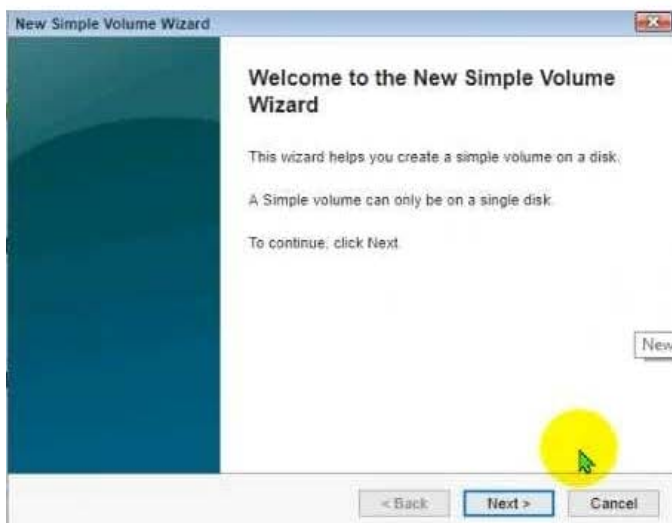 New Simple Volume Wizard
Welcome to the New Simple Volume
Wizard
This wizard helps you create a simple volume on a disk.
A Simple volume can only be on a single disk.
To continue, click Next
New
< Back
Next >
Cancel